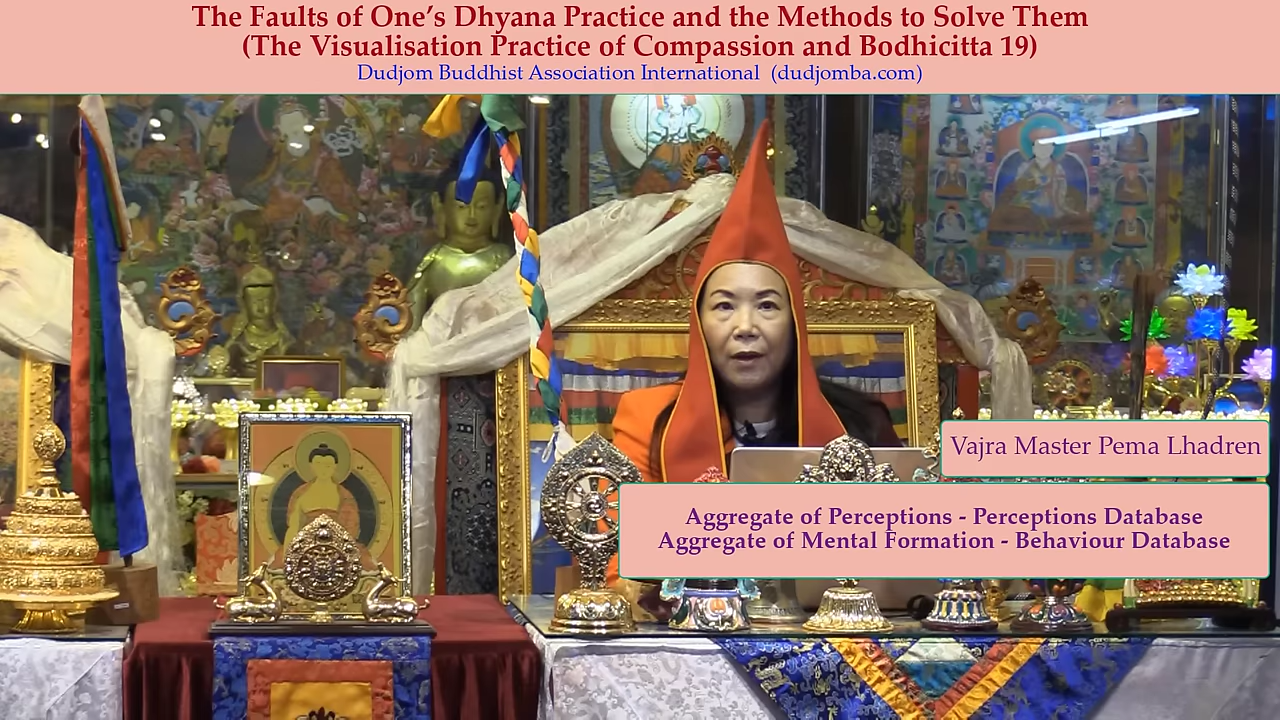 The Faults of One’s Dhyana Practice and the Methods to Solve Them
(The Visualisation Practice of Compassion and Bodhicitta 19)
Dudjom Buddhist Association International (dudjomba.com)
Vajra Master Pema Lhadren
Aggregate of Perceptions - Perceptions Database
Aggregate of Mental Formation - Behaviour Database